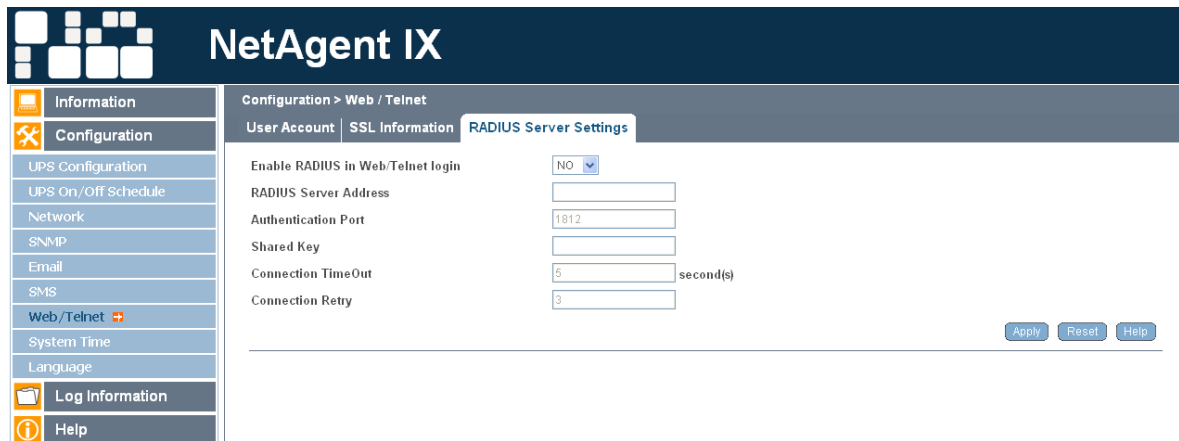 NetAgent IX
Information
Configuration
UPS Configuration
UPS On/Off Schedule
Network
SNMP
Email
SMS
Web/Telnet
System Time
Language
Log Information
Help
Configuration > Web / Telnet
User Account SSL Information RADIUS Server Settings
Enable RADIUS in Web/Telnet login NO
RADIUS Server Address
Authentication Port 1812
Shared Key
Connection TimeOut 5 second(s)
Connection Retry 3
Apply Reset Help